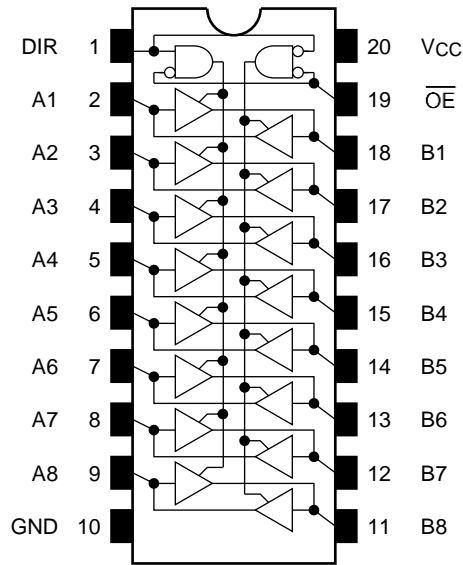 DIR 1 20 VCC
A1 2 19 O̅E̅
A2 3 18 B1
A3 4 17 B2
A4 5 16 B3
A5 6 15 B4
A6 7 14 B5
A7 8 13 B6
A8 9 12 B7
GND 10 11 B8